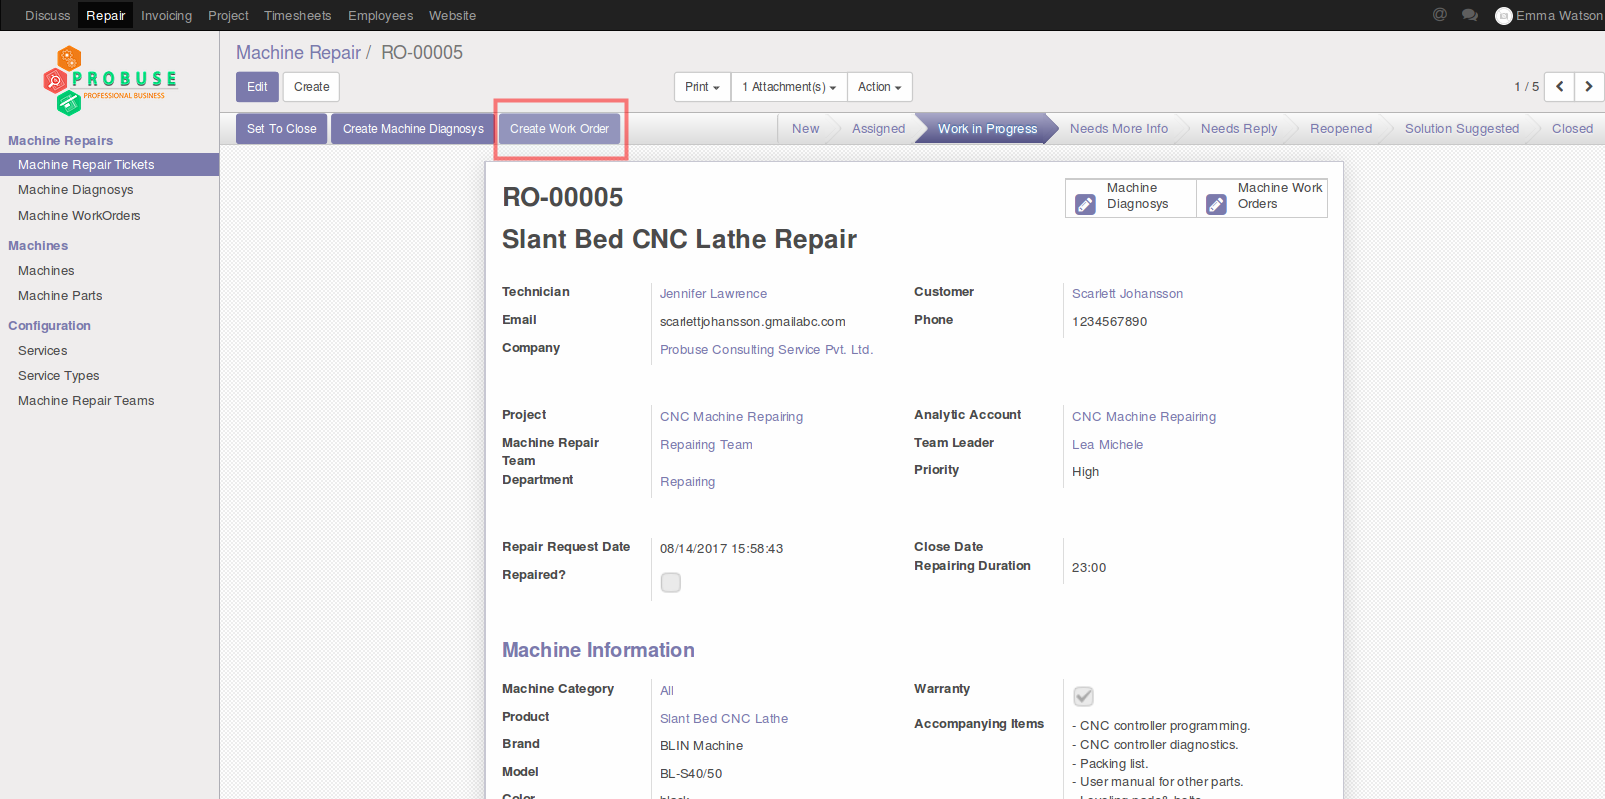 Discuss Repair Invoicing Project Timesheets Employees Website @ Emma Watson
PROBUSE
PROFESSIONAL BUSINESS
Machine Repairs
Machine Repair Tickets
Machine Diagnosys
Machine WorkOrders
Machines
Machines
Machine Parts
Configuration
Services
Service Types
Machine Repair Teams
Machine Repair / RO-00005
Edit Create Print 1 Attachment(s) Action 1 / 5
Set To Close Create Machine Diagnosys Create Work Order New Assigned Work in Progress Needs More Info Needs Reply Reopened Solution Suggested Closed
RO-00005
Machine Diagnosys
Machine Work Orders
Slant Bed CNC Lathe Repair
Technician Jennifer Lawrence Customer Scarlett Johansson
Email scarlettjohansson.gmailabc.com Phone 1234567890
Company Probuse Consulting Service Pvt. Ltd.
Project CNC Machine Repairing Analytic Account CNC Machine Repairing
Machine Repair Team Repairing Team Team Leader Lea Michele
Department Repairing Priority High
Repair Request Date 08/14/2017 15:58:43 Close Date
Repaired? Repairing Duration 23:00
Machine Information
Machine Category All Warranty
Product Slant Bed CNC Lathe Accompanying Items - CNC controller programming.
Brand BLIN Machine - CNC controller diagnostics.
- Packing list.
Model BL-S40/50 - User manual for other parts.
Color black